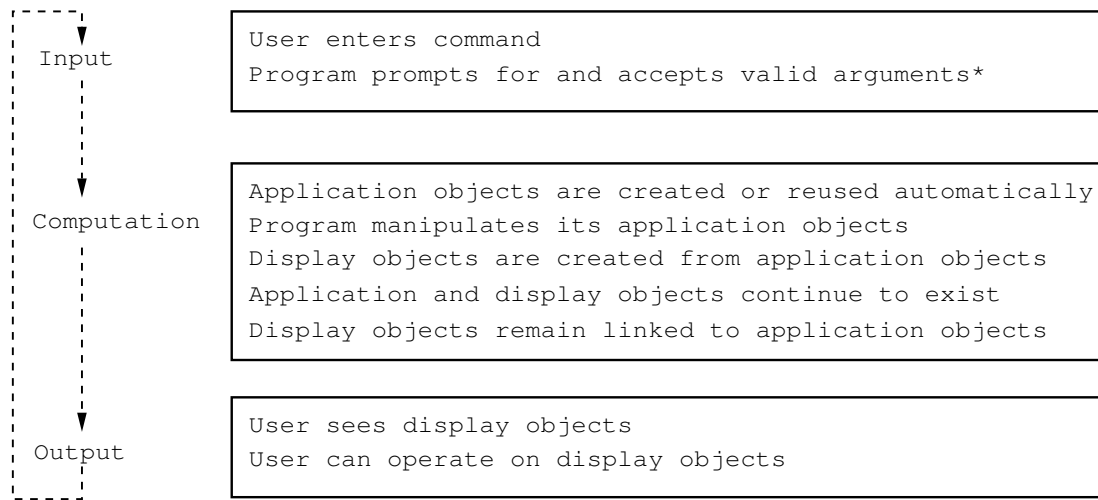 Input
User enters command
Program prompts for and accepts valid arguments*
Computation
Application objects are created or reused automatically
Program manipulates its application objects
Display objects are created from application objects
Application and display objects continue to exist
Display objects remain linked to application objects
Output
User sees display objects
User can operate on display objects